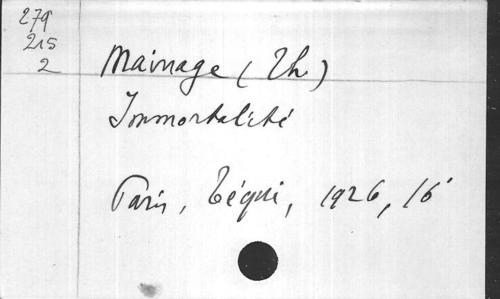 279
215
2
Mainage (Th.)
Immortalité
Paris, Téqui, 1926, 16°